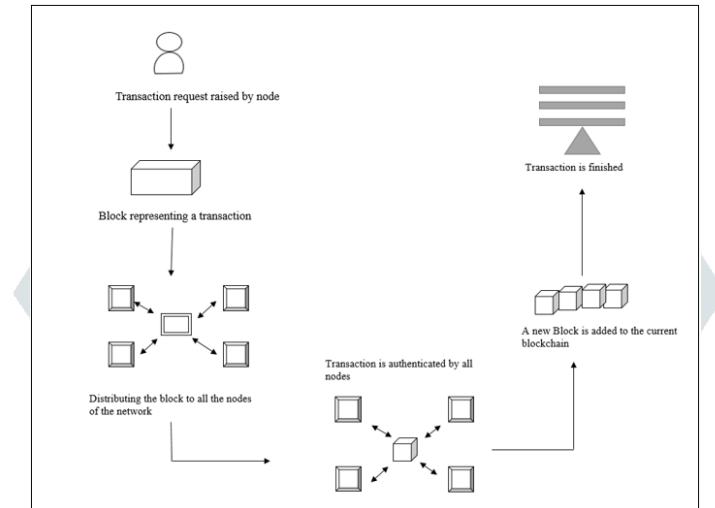 Transaction request raised by node
Block representing a transaction
Distributing the block to all the nodes
of the network
Transaction is authenticated by all
nodes
A new Block is added to the current
blockchain
Transaction is finished